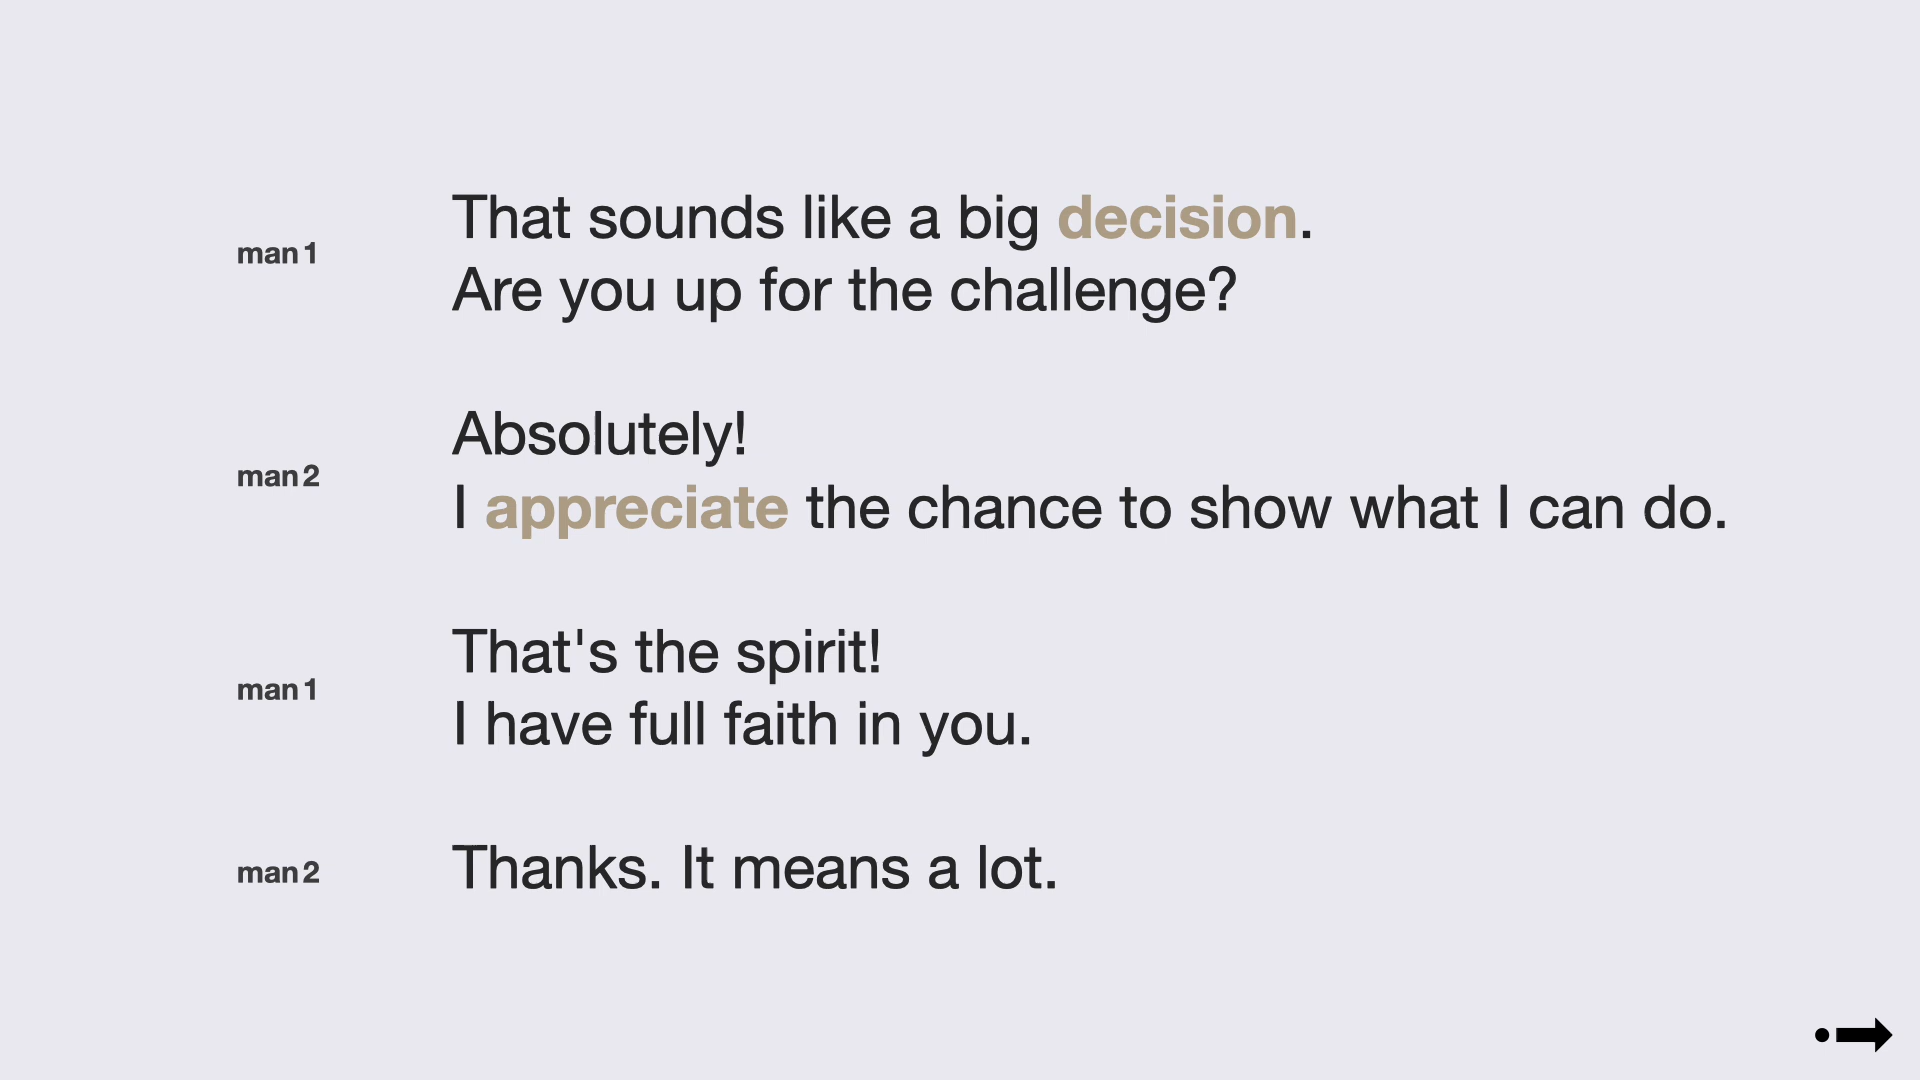 man 1
That sounds like a big decision.
Are you up for the challenge?
man 2
Absolutely!
I appreciate the chance to show what I can do.
man 1
That's the spirit!
I have full faith in you.
man 2
Thanks. It means a lot.